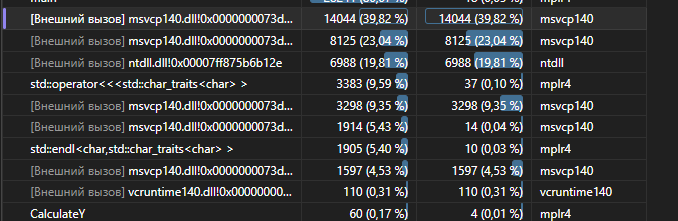 main mplr4
[Внешний вызов] msvcp140.dll!0x0000000073d... 14044 (39,82 %) 14044 (39,82 %) msvcp140
[Внешний вызов] msvcp140.dll!0x0000000073d... 8125 (23,04 %) 8125 (23,04 %) msvcp140
[Внешний вызов] ntdll.dll!0x00007ff875b6b12e 6988 (19,81 %) 6988 (19,81 %) ntdll
std::operator<<<std::char_traits<char> > 3383 (9,59 %) 37 (0,10 %) mplr4
[Внешний вызов] msvcp140.dll!0x0000000073d... 3298 (9,35 %) 3298 (9,35 %) msvcp140
[Внешний вызов] msvcp140.dll!0x0000000073d... 1914 (5,43 %) 14 (0,04 %) msvcp140
std::endl<char,std::char_traits<char> > 1905 (5,40 %) 10 (0,03 %) mplr4
[Внешний вызов] msvcp140.dll!0x0000000073d... 1597 (4,53 %) 1597 (4,53 %) msvcp140
[Внешний вызов] vcruntime140.dll!0x00000000... 110 (0,31 %) 110 (0,31 %) vcruntime140
CalculateY 60 (0,17 %) 4 (0,01 %) mplr4